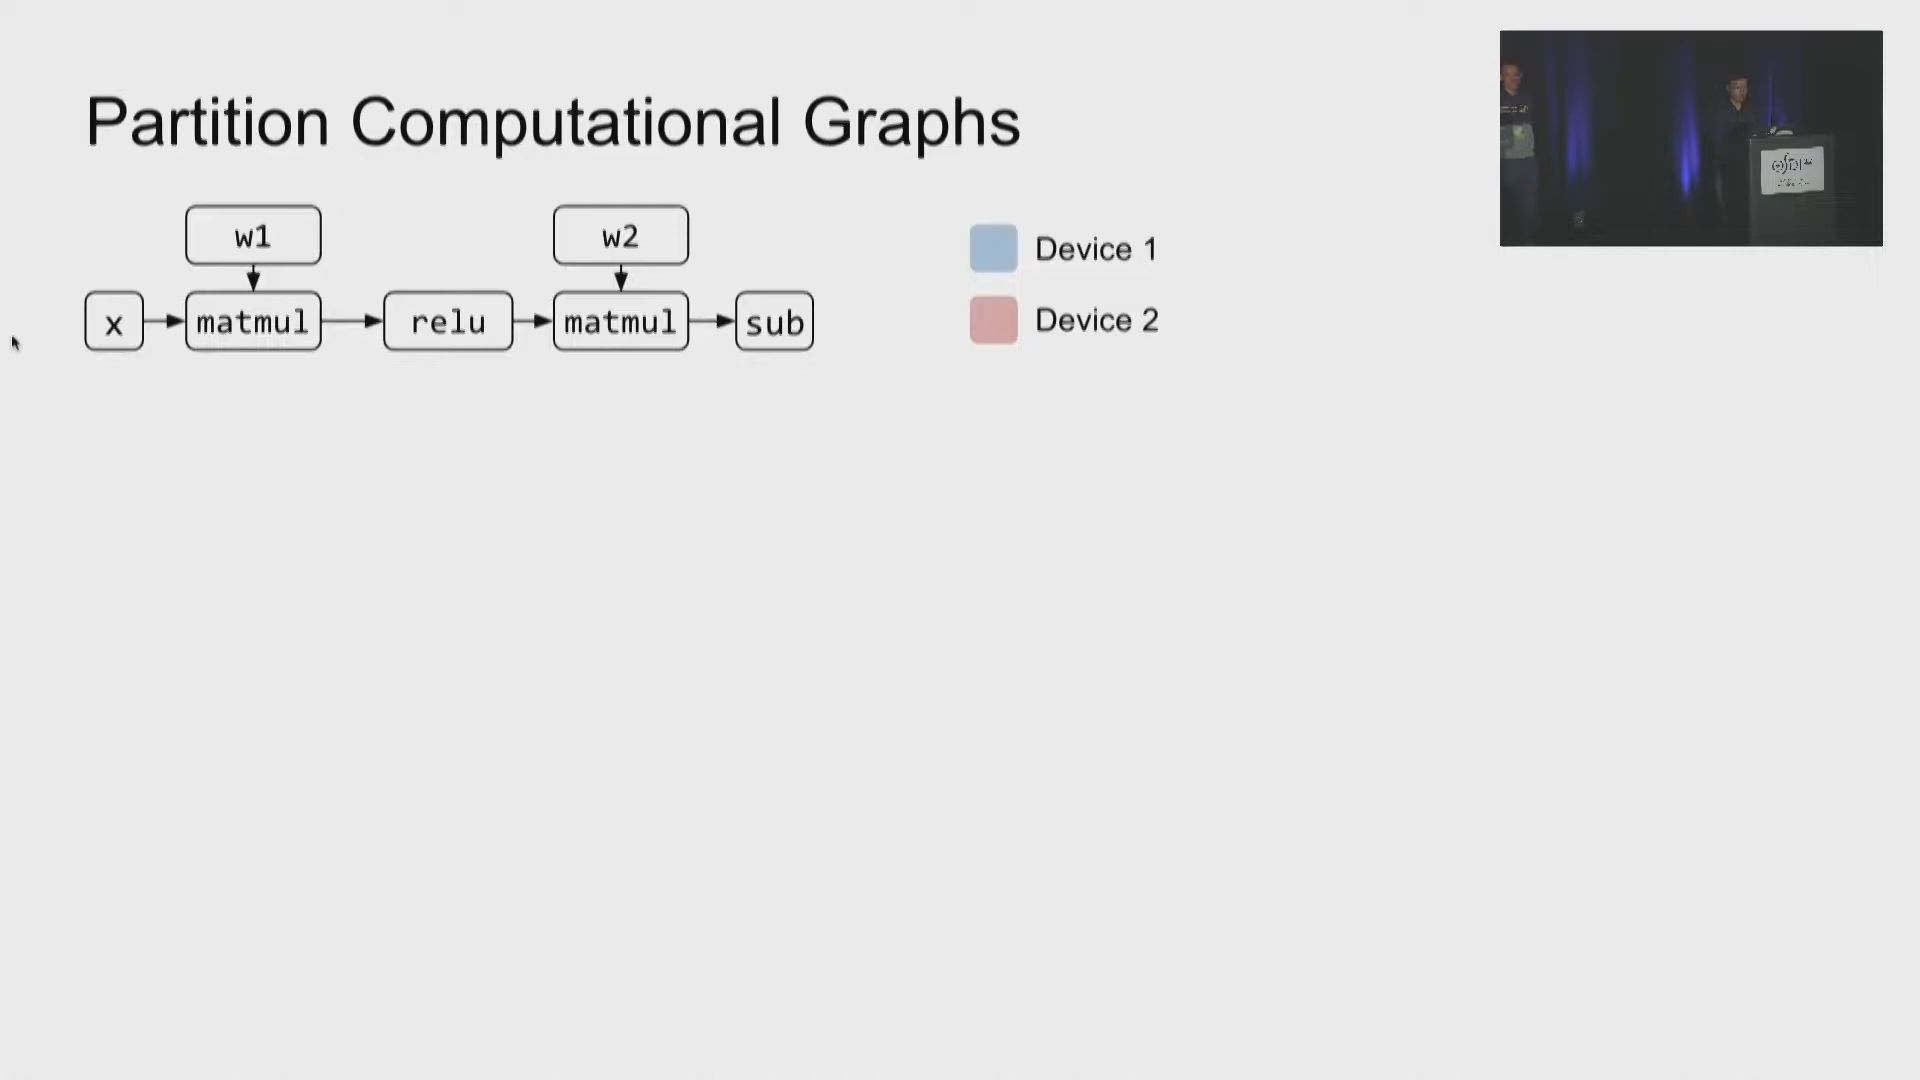 Partition Computational Graphs
w1
w2
x
matmul
relu
matmul
sub
Device 1
Device 2